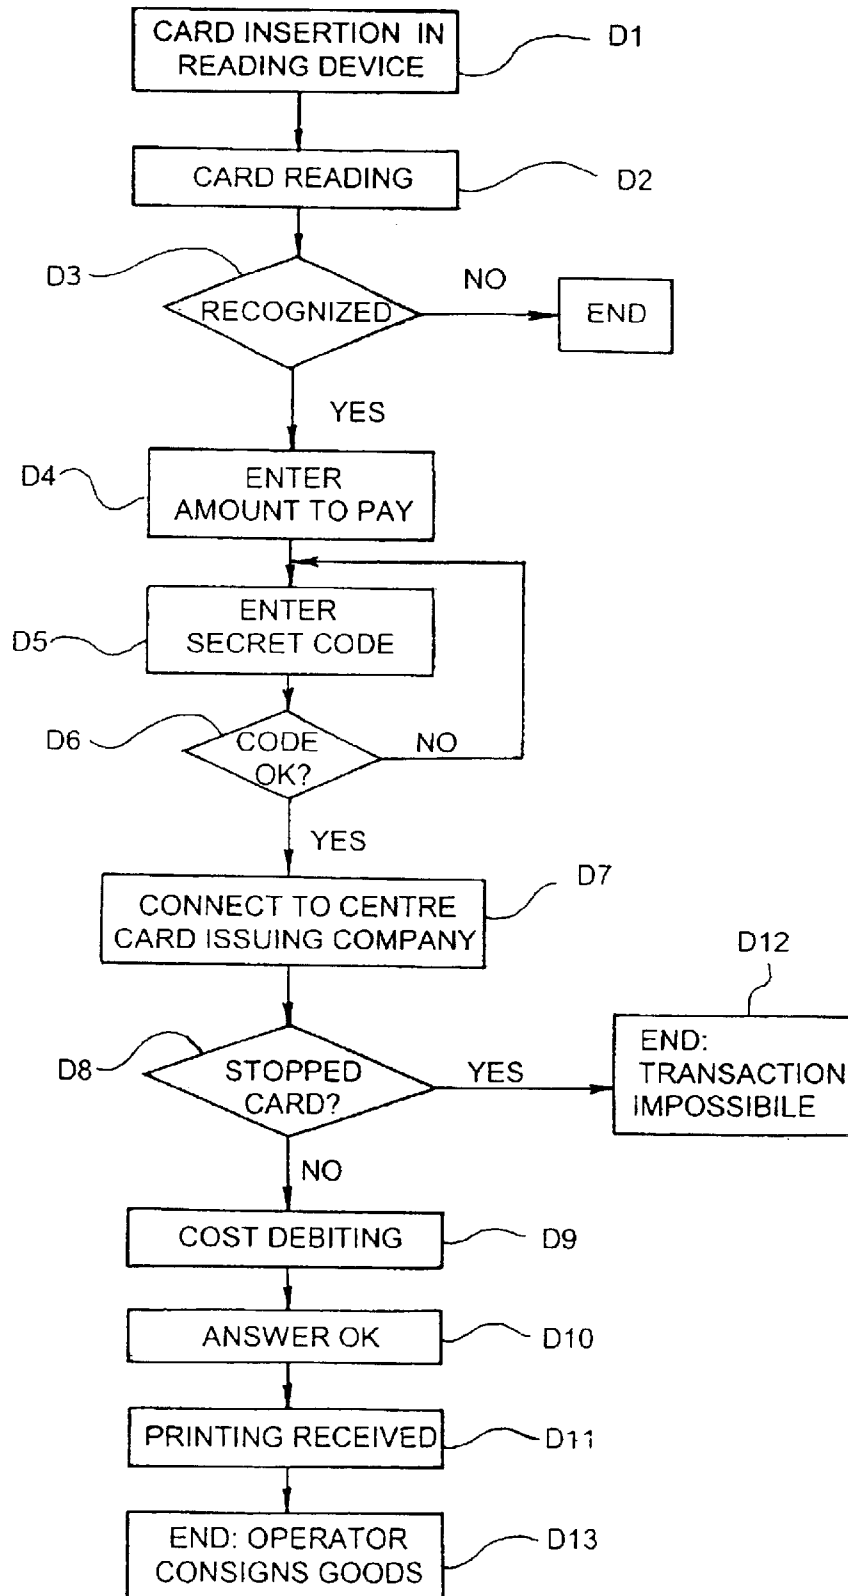 CARD INSERTION IN
READING DEVICE
D1
CARD READING
D2
D3
RECOGNIZED
NO
END
YES
D4
ENTER
AMOUNT TO PAY
D5
ENTER
SECRET CODE
D6
CODE
OK?
NO
YES
D7
CONNECT TO CENTRE
CARD ISSUING COMPANY
D12
D8
STOPPED
CARD?
YES
END:
TRANSACTION
IMPOSSIBILE
NO
COST DEBITING
D9
ANSWER OK
D10
PRINTING RECEIVED
D11
END: OPERATOR
CONSIGNS GOODS
D13